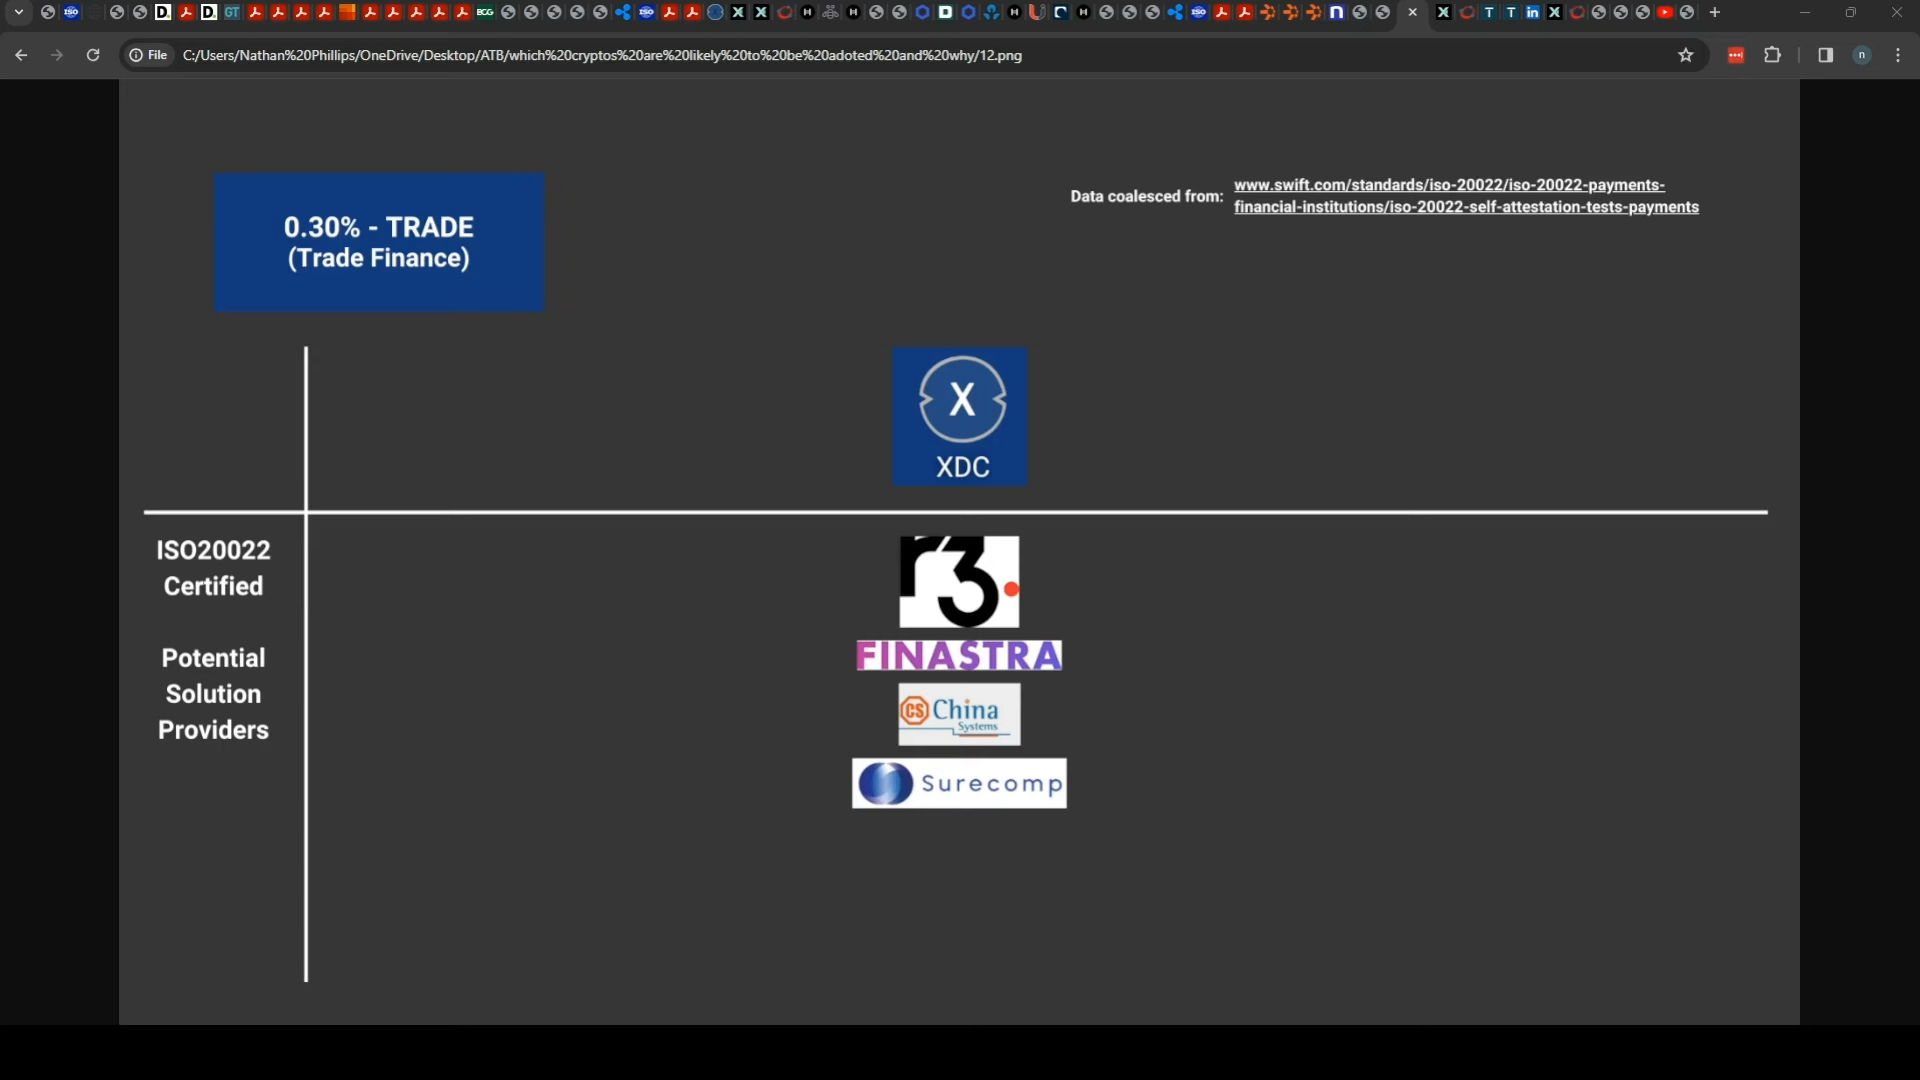 File
C:/Users/Nathan%20Phillips/OneDrive/Desktop/ATB/which%20cryptos%20are%20likely%20to%20be%20adoted%20and%20why/12.png
0.30% - TRADE
(Trade Finance)
Data coalesced from:
www.swift.com/standards/iso-20022/iso-20022-payments-
financial-institutions/iso-20022-self-attestation-tests-payments
X
XDC
ISO20022
Certified
Potential
Solution
Providers
r3.
FINASTRA
CS China
Systems
Surecomp